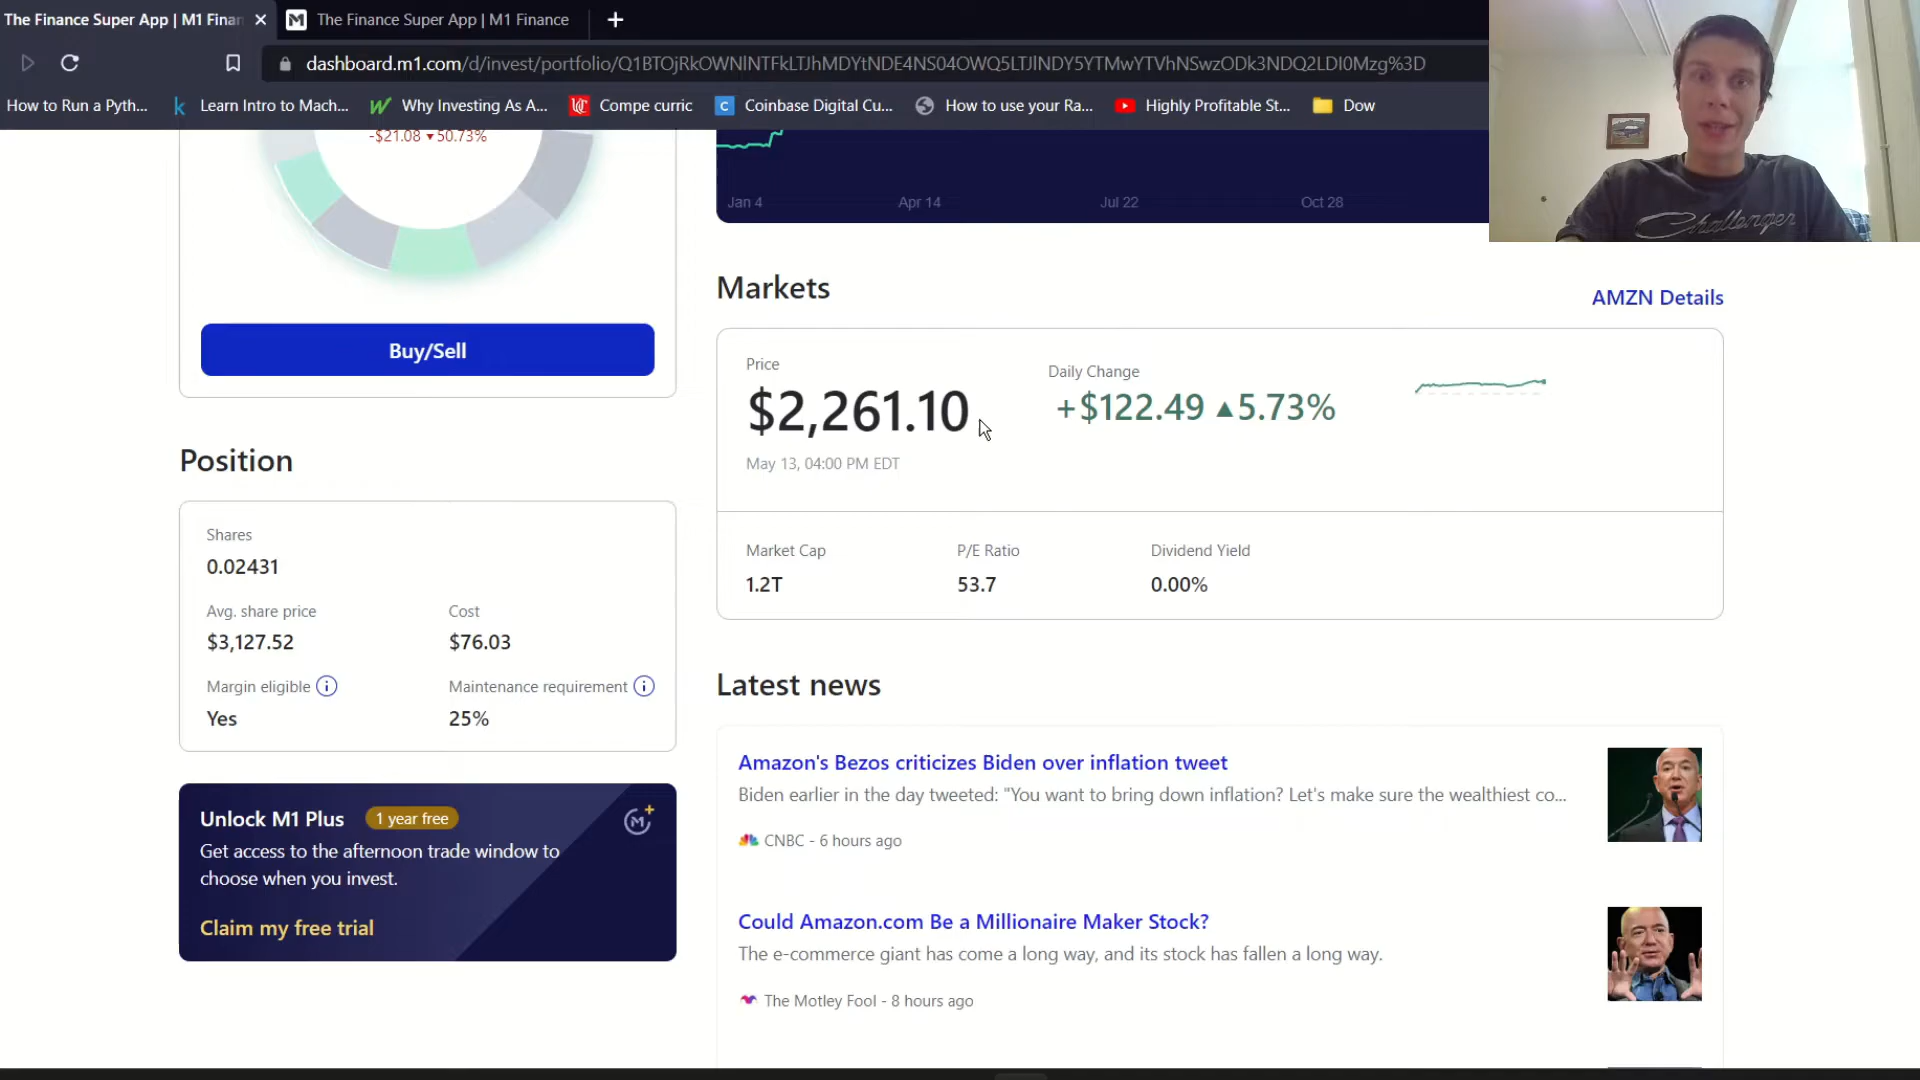 The Finance Super App | M1 Finan
The Finance Super App | M1 Finance
dashboard.m1.com/d/invest/portfolio/Q1BTOjRkOWNlNTFkLTJhMDYtNDE4NS04OWQ5LTJlNDY5YTMwYTVhNSwzODk3NDQ2LDI0Mzg%3D
How to Run a Pyth...
Learn Intro to Mach...
Why Investing As A...
Compe curric
Coinbase Digital Cu...
How to use your Ra...
Highly Profitable St...
Dow
-$21.08 ▾ 50.73%
Buy/Sell
Position
Shares
0.02431
Avg. share price
$3,127.52
Cost
$76.03
Margin eligible
Yes
Maintenance requirement
25%
Unlock M1 Plus
1 year free
Get access to the afternoon trade window to
choose when you invest.
Claim my free trial
Jan 4
Apr 14
Jul 22
Oct 28
Markets
AMZN Details
Price
$2,261.10
May 13, 04:00 PM EDT
Daily Change
+$122.49 ▲5.73%
Market Cap
1.2T
P/E Ratio
53.7
Dividend Yield
0.00%
Latest news
Amazon's Bezos criticizes Biden over inflation tweet
Biden earlier in the day tweeted: "You want to bring down inflation? Let's make sure the wealthiest co...
CNBC - 6 hours ago
Could Amazon.com Be a Millionaire Maker Stock?
The e-commerce giant has come a long way, and its stock has fallen a long way.
The Motley Fool - 8 hours ago
Challenger